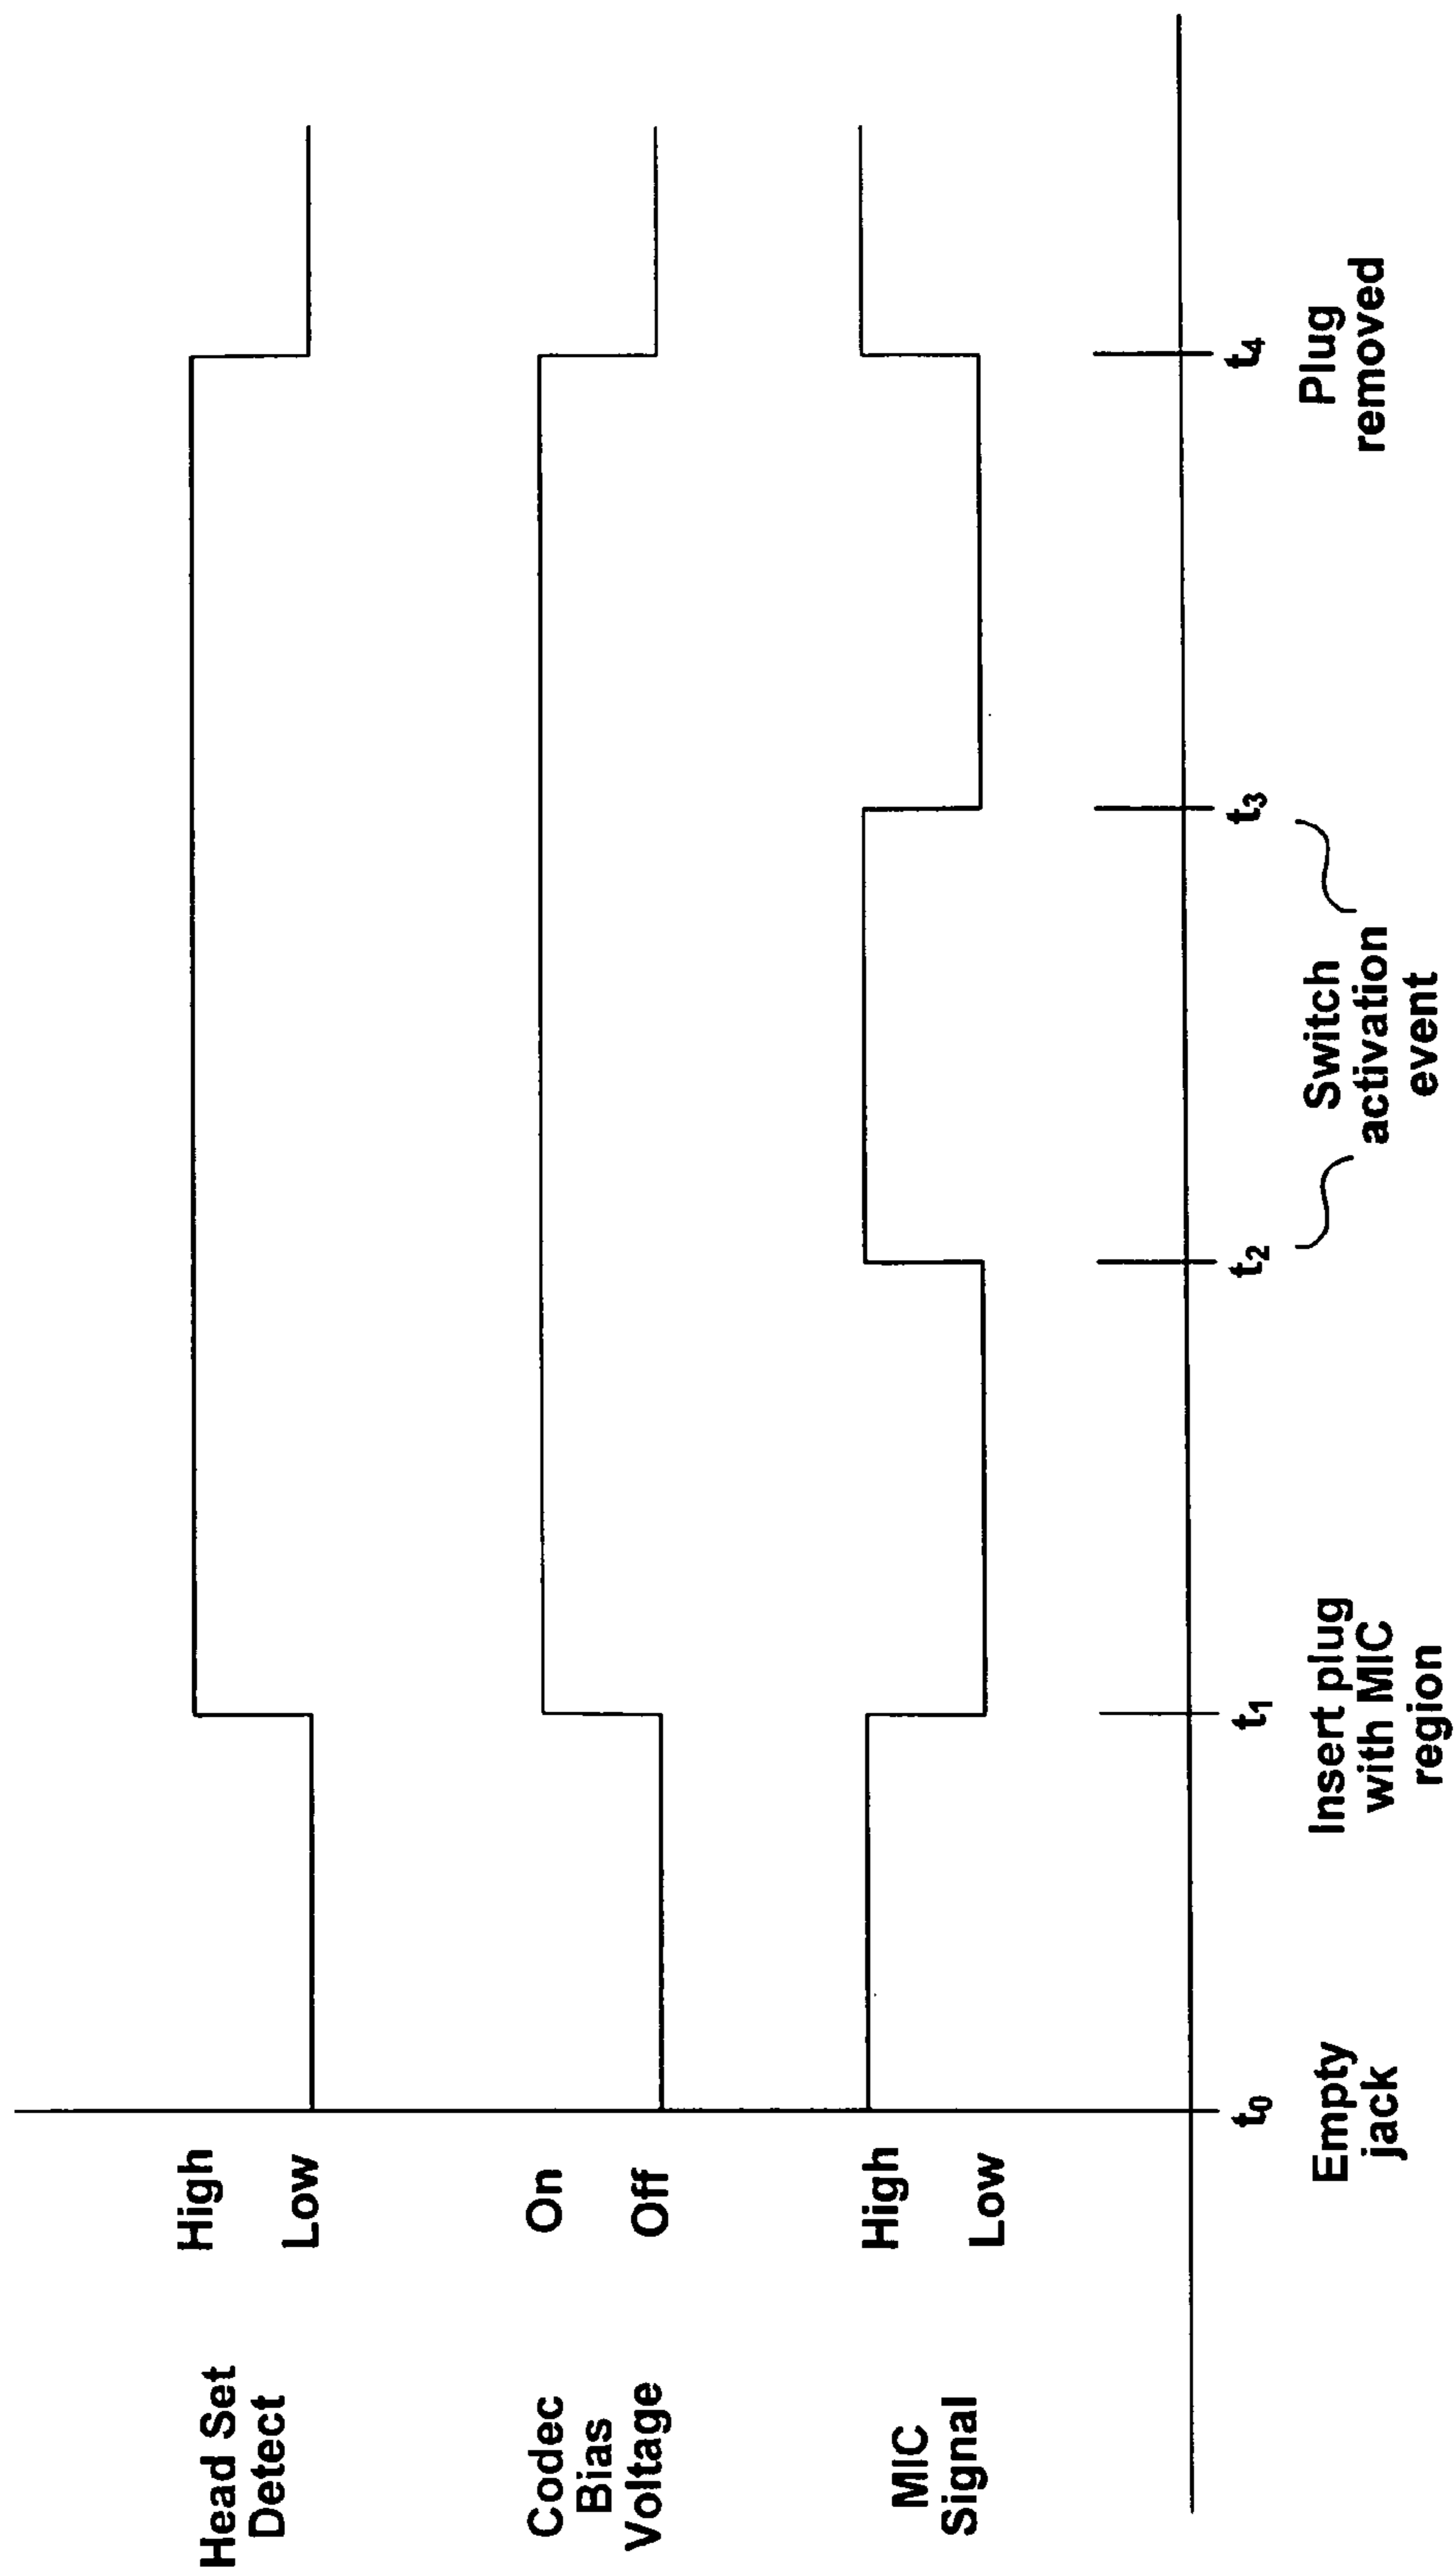 Head Set
Detect
High
Low
Codec
Bias
Voltage
On
Off
MIC
Signal
High
Low
t0
t1
t2
t3
t4
Empty
jack
Insert plug
with MIC
region
Switch
activation
event
Plug
removed